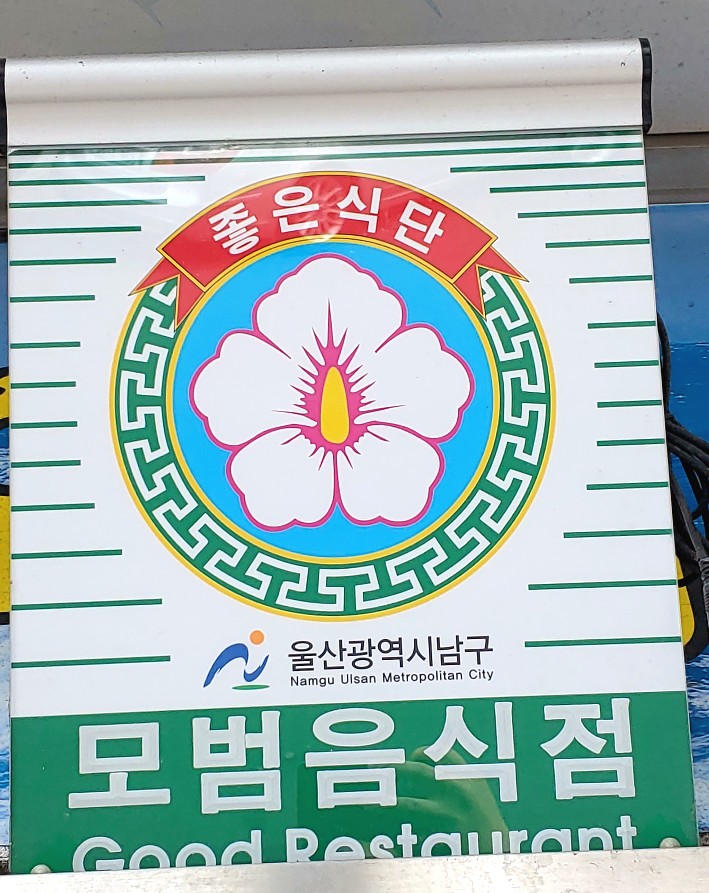 좋은식단
울산광역시남구
Namgu Ulsan Metropolitan City
모범음식점
Good Restaurant